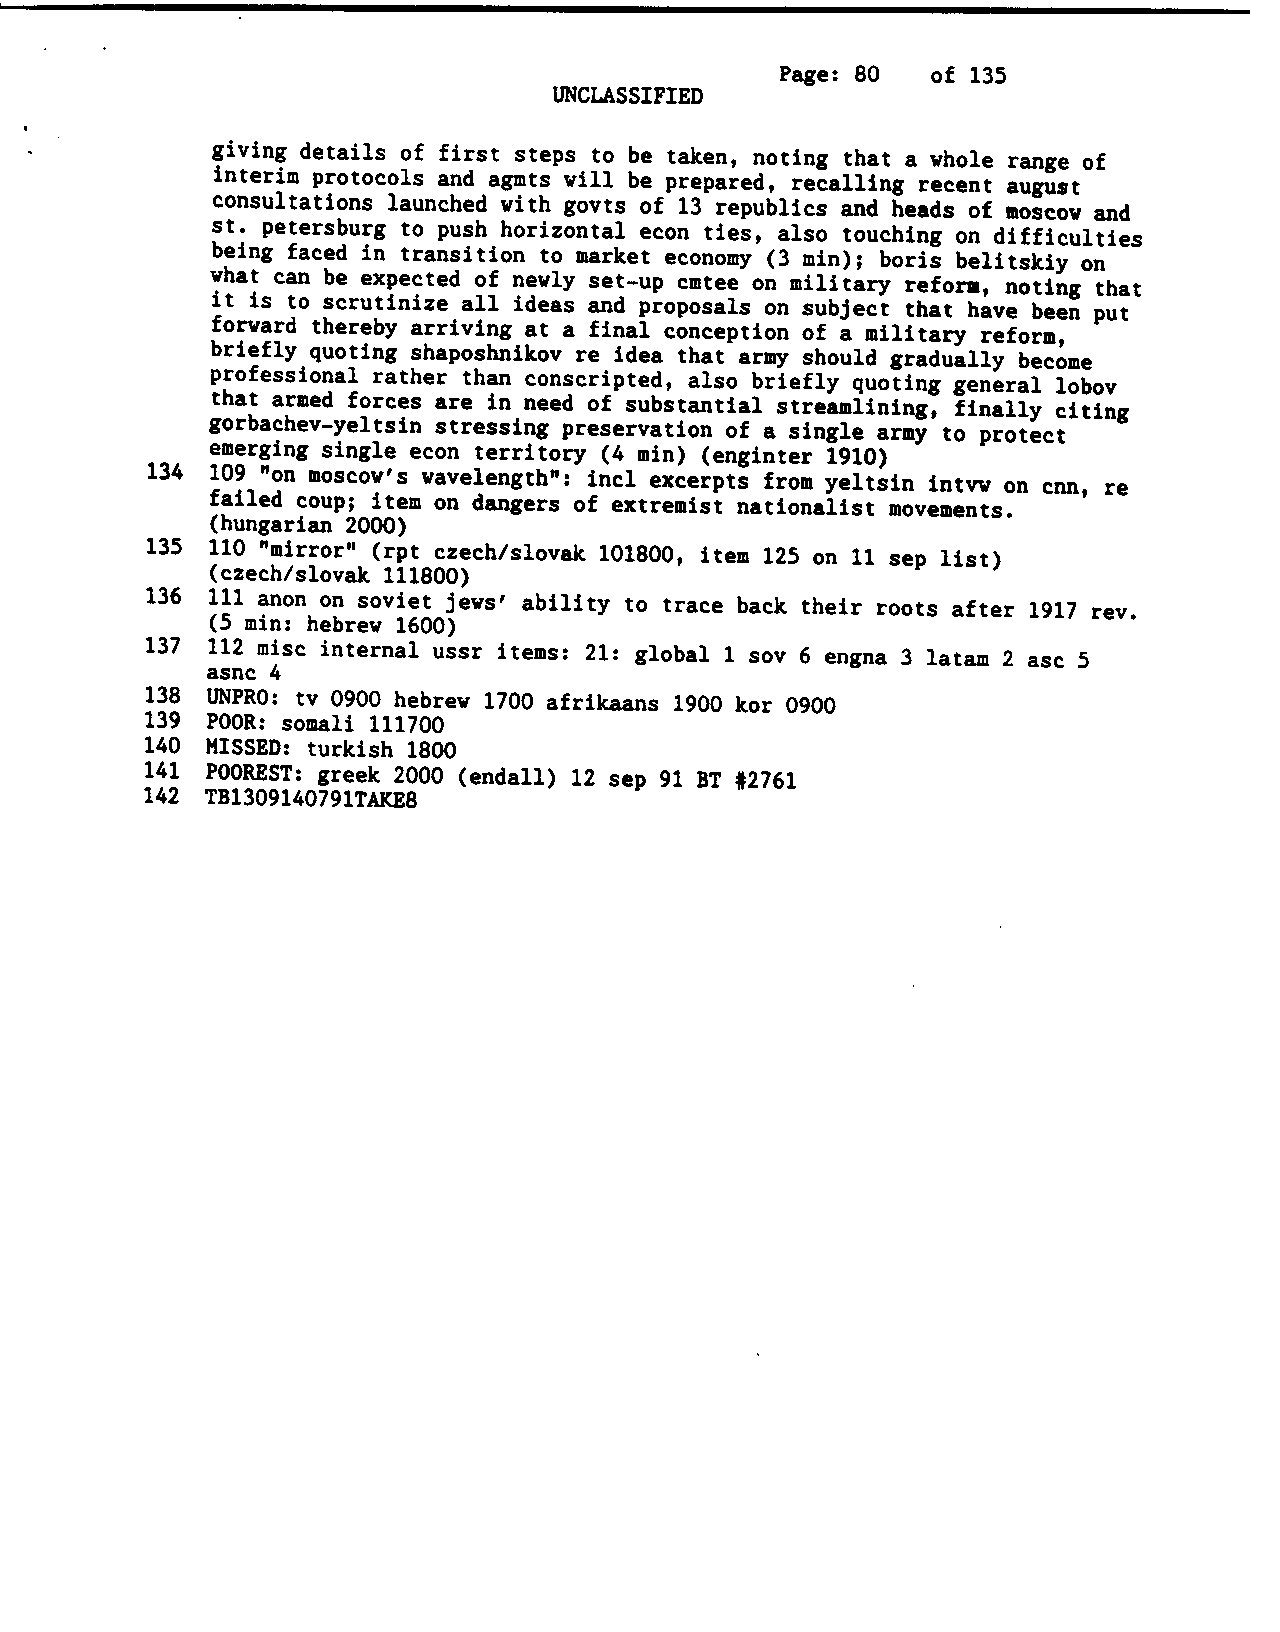 Page: 80 of 135
UNCLASSIFIED
giving details of first steps to be taken, noting that a whole range of
interim protocols and agmts will be prepared, recalling recent august
consultations launched with govts of 13 republics and heads of moscow and
st. petersburg to push horizontal econ ties, also touching on difficulties
being faced in transition to market economy (3 min); boris belitskiy on
what can be expected of newly set-up cmtee on military reform, noting that
it is to scrutinize all ideas and proposals on subject that have been put
forward thereby arriving at a final conception of a military reform,
briefly quoting shaposhnikov re idea that army should gradually become
professional rather than conscripted, also briefly quoting general lobov
that armed forces are in need of substantial streamlining, finally citing
gorbachev-yeltsin stressing preservation of a single army to protect
emerging single econ territory (4 min) (enginter 1910)
134 109 "on moscow's wavelength": incl excerpts from yeltsin intvw on cnn, re
failed coup; item on dangers of extremist nationalist movements.
(hungarian 2000)
135 110 "mirror" (rpt czech/slovak 101800, item 125 on 11 sep list)
(czech/slovak 111800)
136 111 anon on soviet jews' ability to trace back their roots after 1917 rev.
(5 min: hebrew 1600)
137 112 misc internal ussr items: 21: global 1 sov 6 engna 3 latam 2 asc 5
asnc 4
138 UNPRO: tv 0900 hebrew 1700 afrikaans 1900 kor 0900
139 POOR: somali 111700
140 MISSED: turkish 1800
141 POOREST: greek 2000 (endall) 12 sep 91 BT #2761
142 TB1309140791TAKE8